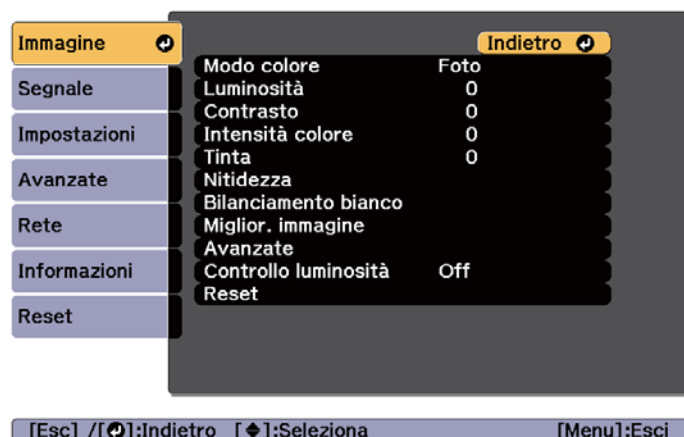 Immagine
Segnale
Impostazioni
Avanzate
Rete
Informazioni
Reset
Indietro
Modo colore Foto
Luminosità 0
Contrasto 0
Intensità colore 0
Tinta 0
Nitidezza
Bilanciamento bianco
Miglior. immagine
Avanzate
Controllo luminosità Off
Reset
[Esc] /[ ]:Indietro [ ]:Seleziona [Menu]:Esci